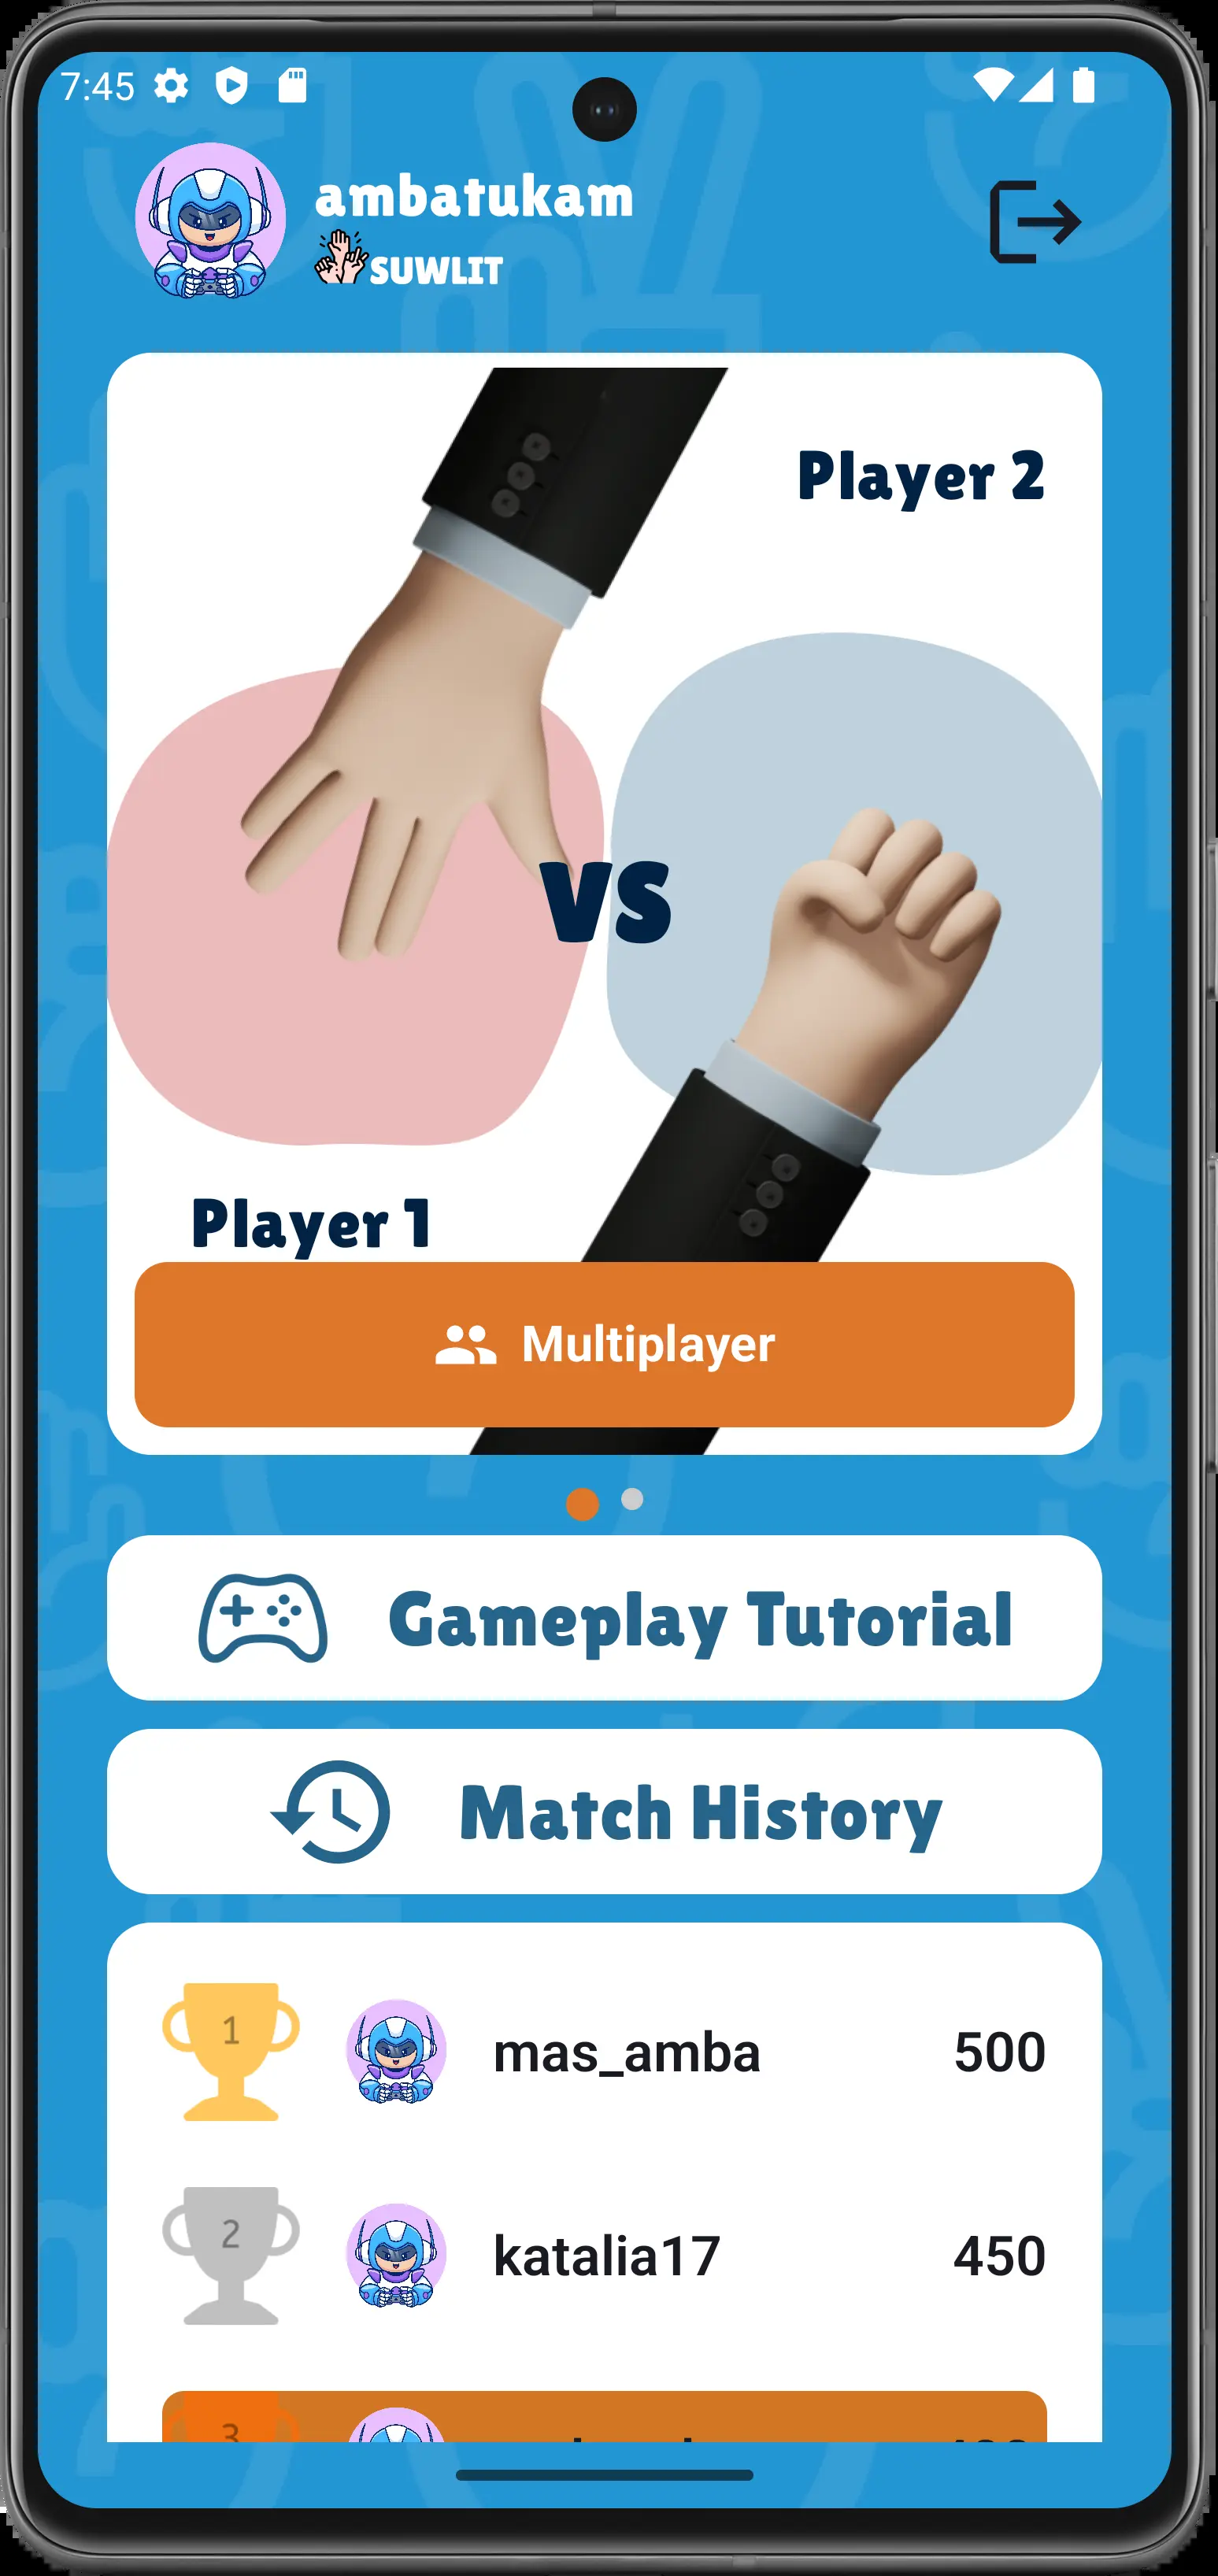 7:45
ambatukam
SUWLIT
Player 2
VS
Player 1
Multiplayer
Gameplay Tutorial
Match History
1 mas_amba 500
2 katalia17 450
3